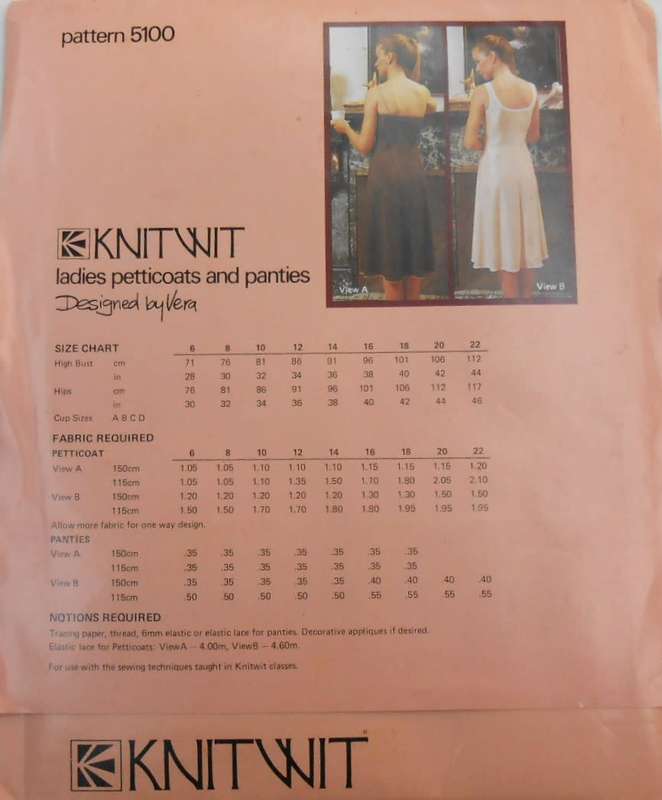 pattern 5100
View A
View B
KNITWIT
ladies petticoats and panties
Designed by Vera
SIZE CHART 6 8 10 12 14 16 18 20 22
High Bust cm 71 76 81 86 91 96 101 106 112
in 28 30 32 34 36 38 40 42 44
Hips cm 76 81 86 91 96 101 106 112 117
in 30 32 34 36 38 40 42 44 46
Cup Sizes A B C D
FABRIC REQUIRED
PETTICOAT 6 8 10 12 14 16 18 20 22
View A 150cm 1.05 1.05 1.10 1.10 1.10 1.15 1.15 1.15 1.20
115cm 1.05 1.05 1.10 1.35 1.50 1.70 1.80 2.05 2.10
View B 150cm 1.20 1.20 1.20 1.20 1.20 1.30 1.30 1.50 1.50
115cm 1.50 1.50 1.70 1.70 1.80 1.80 1.95 1.95 1.95
Allow more fabric for one way design.
PANTIES
View A 150cm .35 .35 .35 .35 .35 .35 .35
115cm .35 .35 .35 .35 .35 .35 .35
View B 150cm .35 .35 .35 .35 .35 .40 .40 .40 .40
115cm .50 .50 .50 .50 .50 .55 .55 .55 .55
NOTIONS REQUIRED
Tracing paper, thread, 6mm elastic or elastic lace for panties. Decorative appliques if desired.
Elastic lace for Petticoats: View A – 4.00m, View B – 4.60m.
For use with the sewing techniques taught in Knitwit classes.
KNITWIT